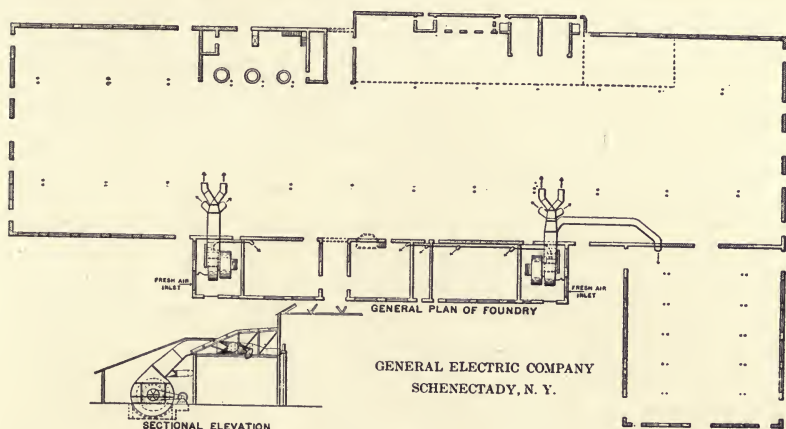 FRESH AIR
INLET
FRESH AIR
INLET
GENERAL PLAN OF FOUNDRY
GENERAL ELECTRIC COMPANY
SCHENECTADY, N. Y.
SECTIONAL ELEVATION